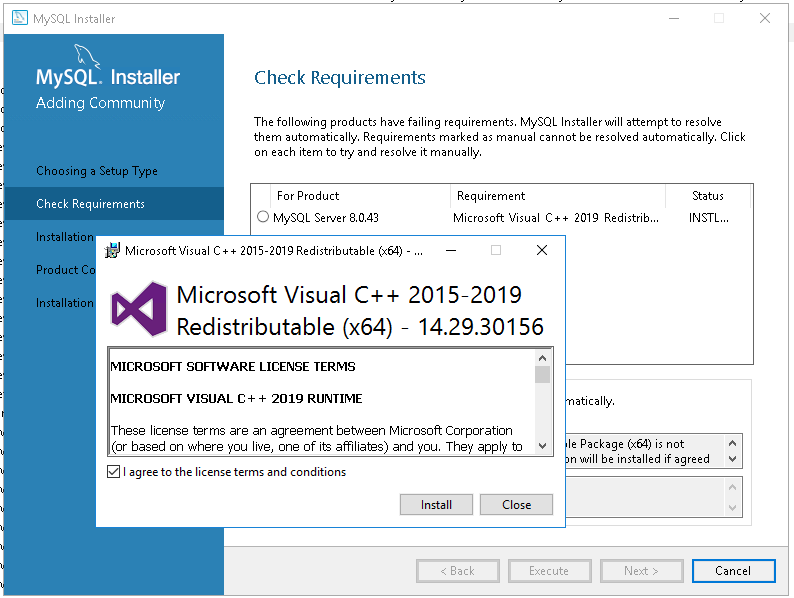 MySQL Installer
MySQL. Installer
Adding Community
Choosing a Setup Type
Check Requirements
Installation
Product Co
Installation
Check Requirements
The following products have failing requirements. MySQL Installer will attempt to resolve
them automatically. Requirements marked as manual cannot be resolved automatically. Click
on each item to try and resolve it manually.
For Product Requirement Status
MySQL Server 8.0.43 Microsoft Visual C++ 2019 Redistrib... INSTL...
Microsoft Visual C++ 2015-2019 Redistributable (x64) - ...
Microsoft Visual C++ 2015-2019
Redistributable (x64) - 14.29.30156
MICROSOFT SOFTWARE LICENSE TERMS
MICROSOFT VISUAL C++ 2019 RUNTIME
These license terms are an agreement between Microsoft Corporation
(or based on where you live, one of its affiliates) and you. They apply to
I agree to the license terms and conditions
Install Close
matically.
le Package (x64) is not
on will be installed if agreed
< Back Execute Next > Cancel